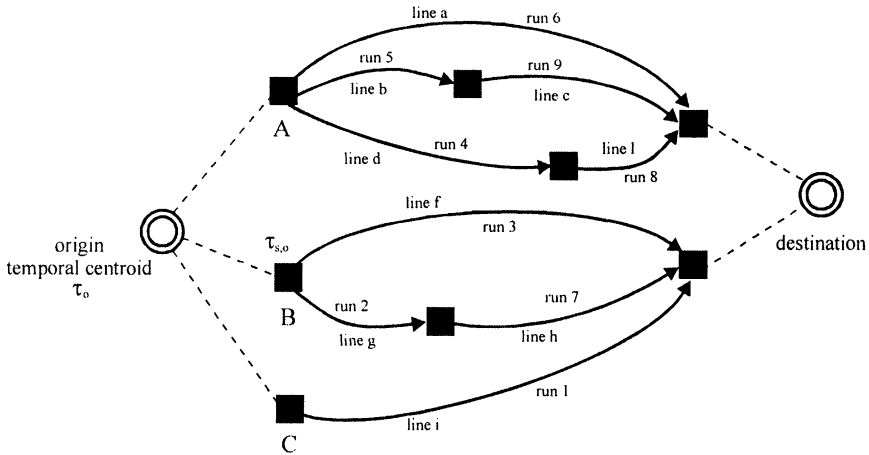 line a
run 6
run 5
line b
run 9
line c
A
line d
run 4
line l
run 8
origin
temporal centroid
τo
τs,o
line f
run 3
destination
B
run 2
line g
run 7
line h
C
line i
run 1